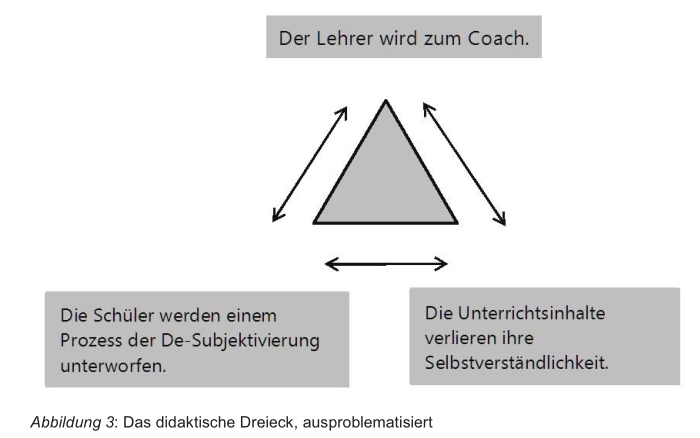 Der Lehrer wird zum Coach.
Die Schüler werden einem
Prozess der De-Subjektivierung
unterworfen.
Die Unterrichtsinhalte
verlieren ihre
Selbstverständlichkeit.
Abbildung 3: Das didaktische Dreieck, ausproblematisiert